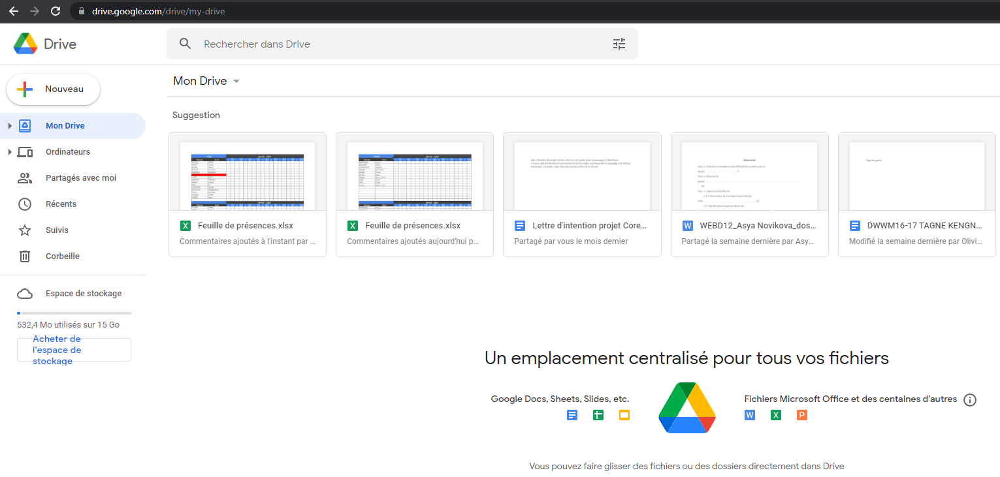 drive.google.com/drive/my-drive
Drive
Rechercher dans Drive
Nouveau
Mon Drive
Ordinateurs
Partagés avec moi
Récents
Suivis
Corbeille
Espace de stockage
532,4 Mo utilisés sur 15 Go
Acheter de
l'espace de
stockage
Mon Drive
Suggestion
Feuille de présences.xlsx
Commentaires ajoutés à l'instant par ...
Feuille de présences.xlsx
Commentaires ajoutés aujourd'hui p...
Lettre d'intention projet Core...
Partagé par vous le mois dernier
WEBD12_Asya Novikova_dos...
Partagé la semaine dernière par Asy...
DWWM16-17 TAGNE KENGN...
Modifié la semaine dernière par Olivi...
Un emplacement centralisé pour tous vos fichiers
Google Docs, Sheets, Slides, etc.
Fichiers Microsoft Office et des centaines d'autres
W X P
Vous pouvez faire glisser des fichiers ou des dossiers directement dans Drive